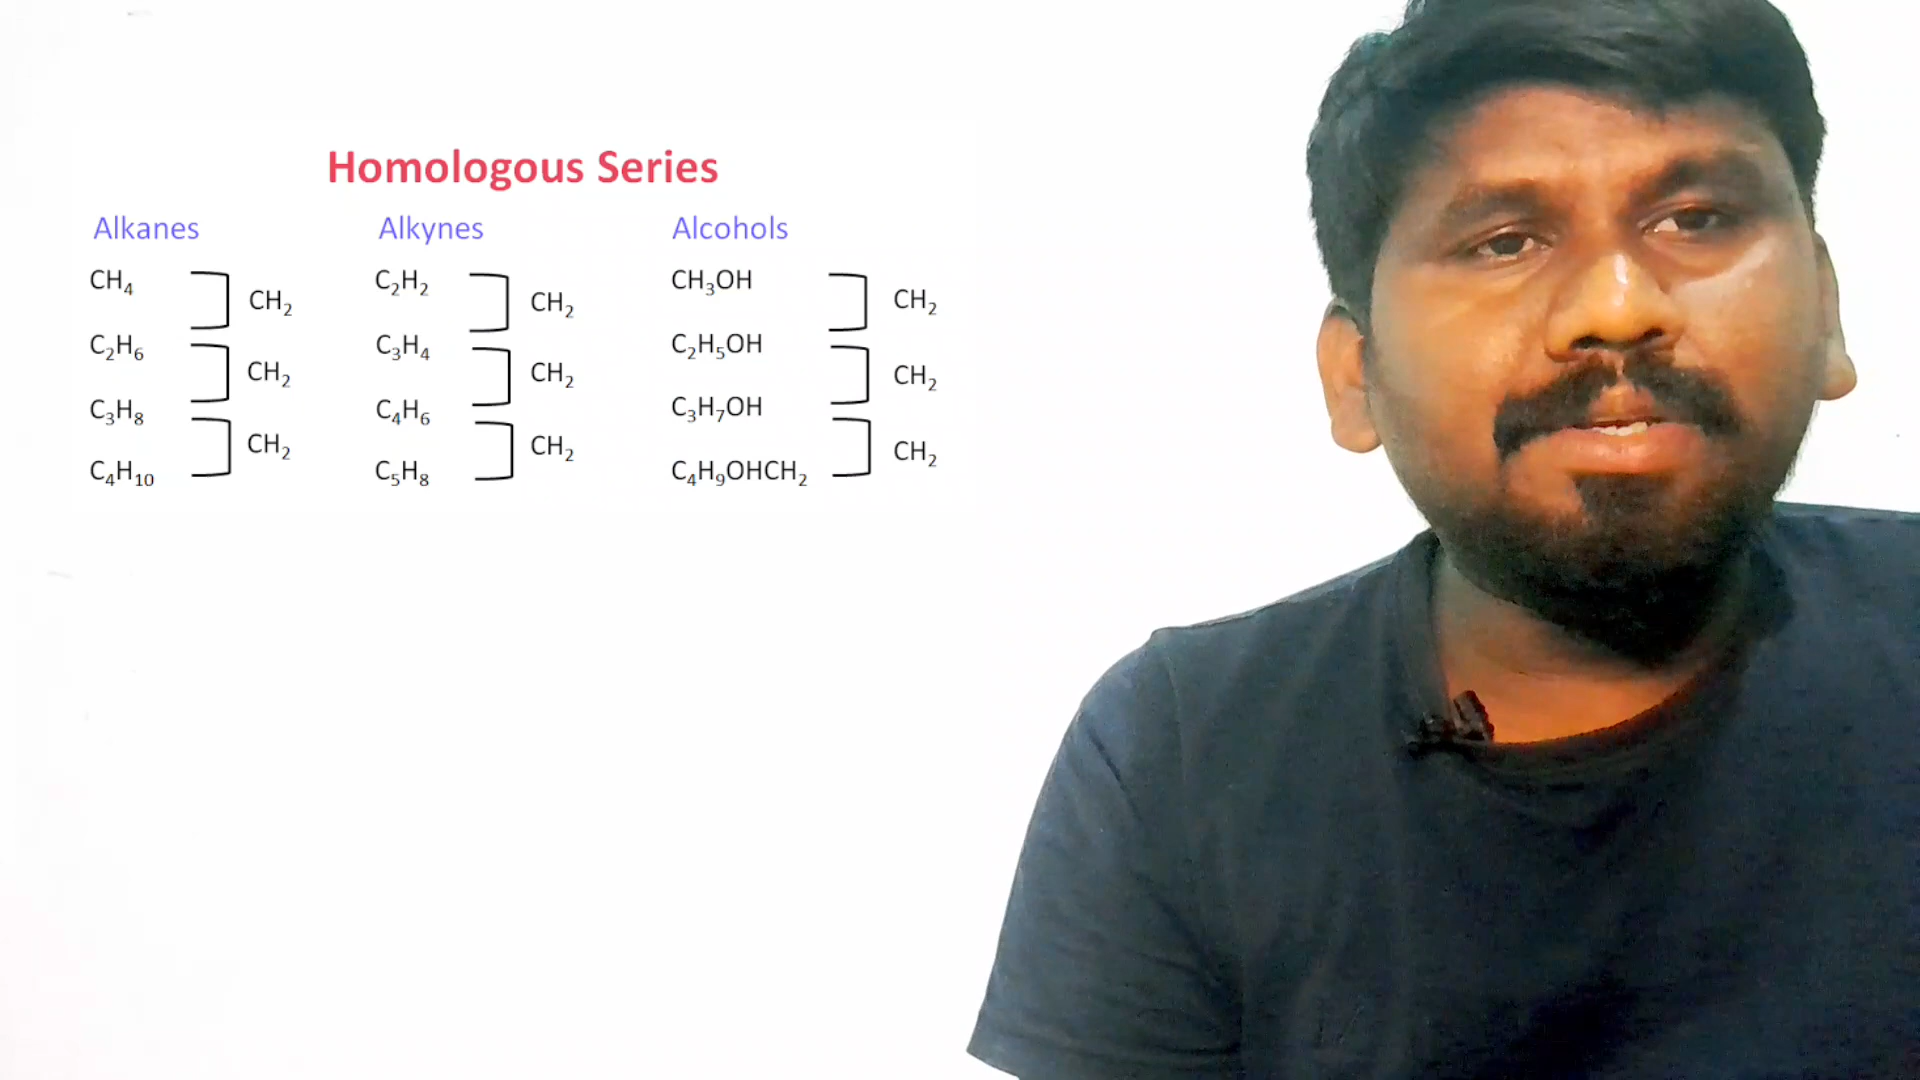 Homologous Series
Alkanes Alkynes Alcohols
CH₄ C₂H₂ CH₃OH
CH₂ CH₂ CH₂
C₂H₆ C₃H₄ C₂H₅OH
CH₂ CH₂ CH₂
C₃H₈ C₄H₆ C₃H₇OH
CH₂ CH₂ CH₂
C₄H₁₀ C₅H₈ C₄H₉OHCH₂